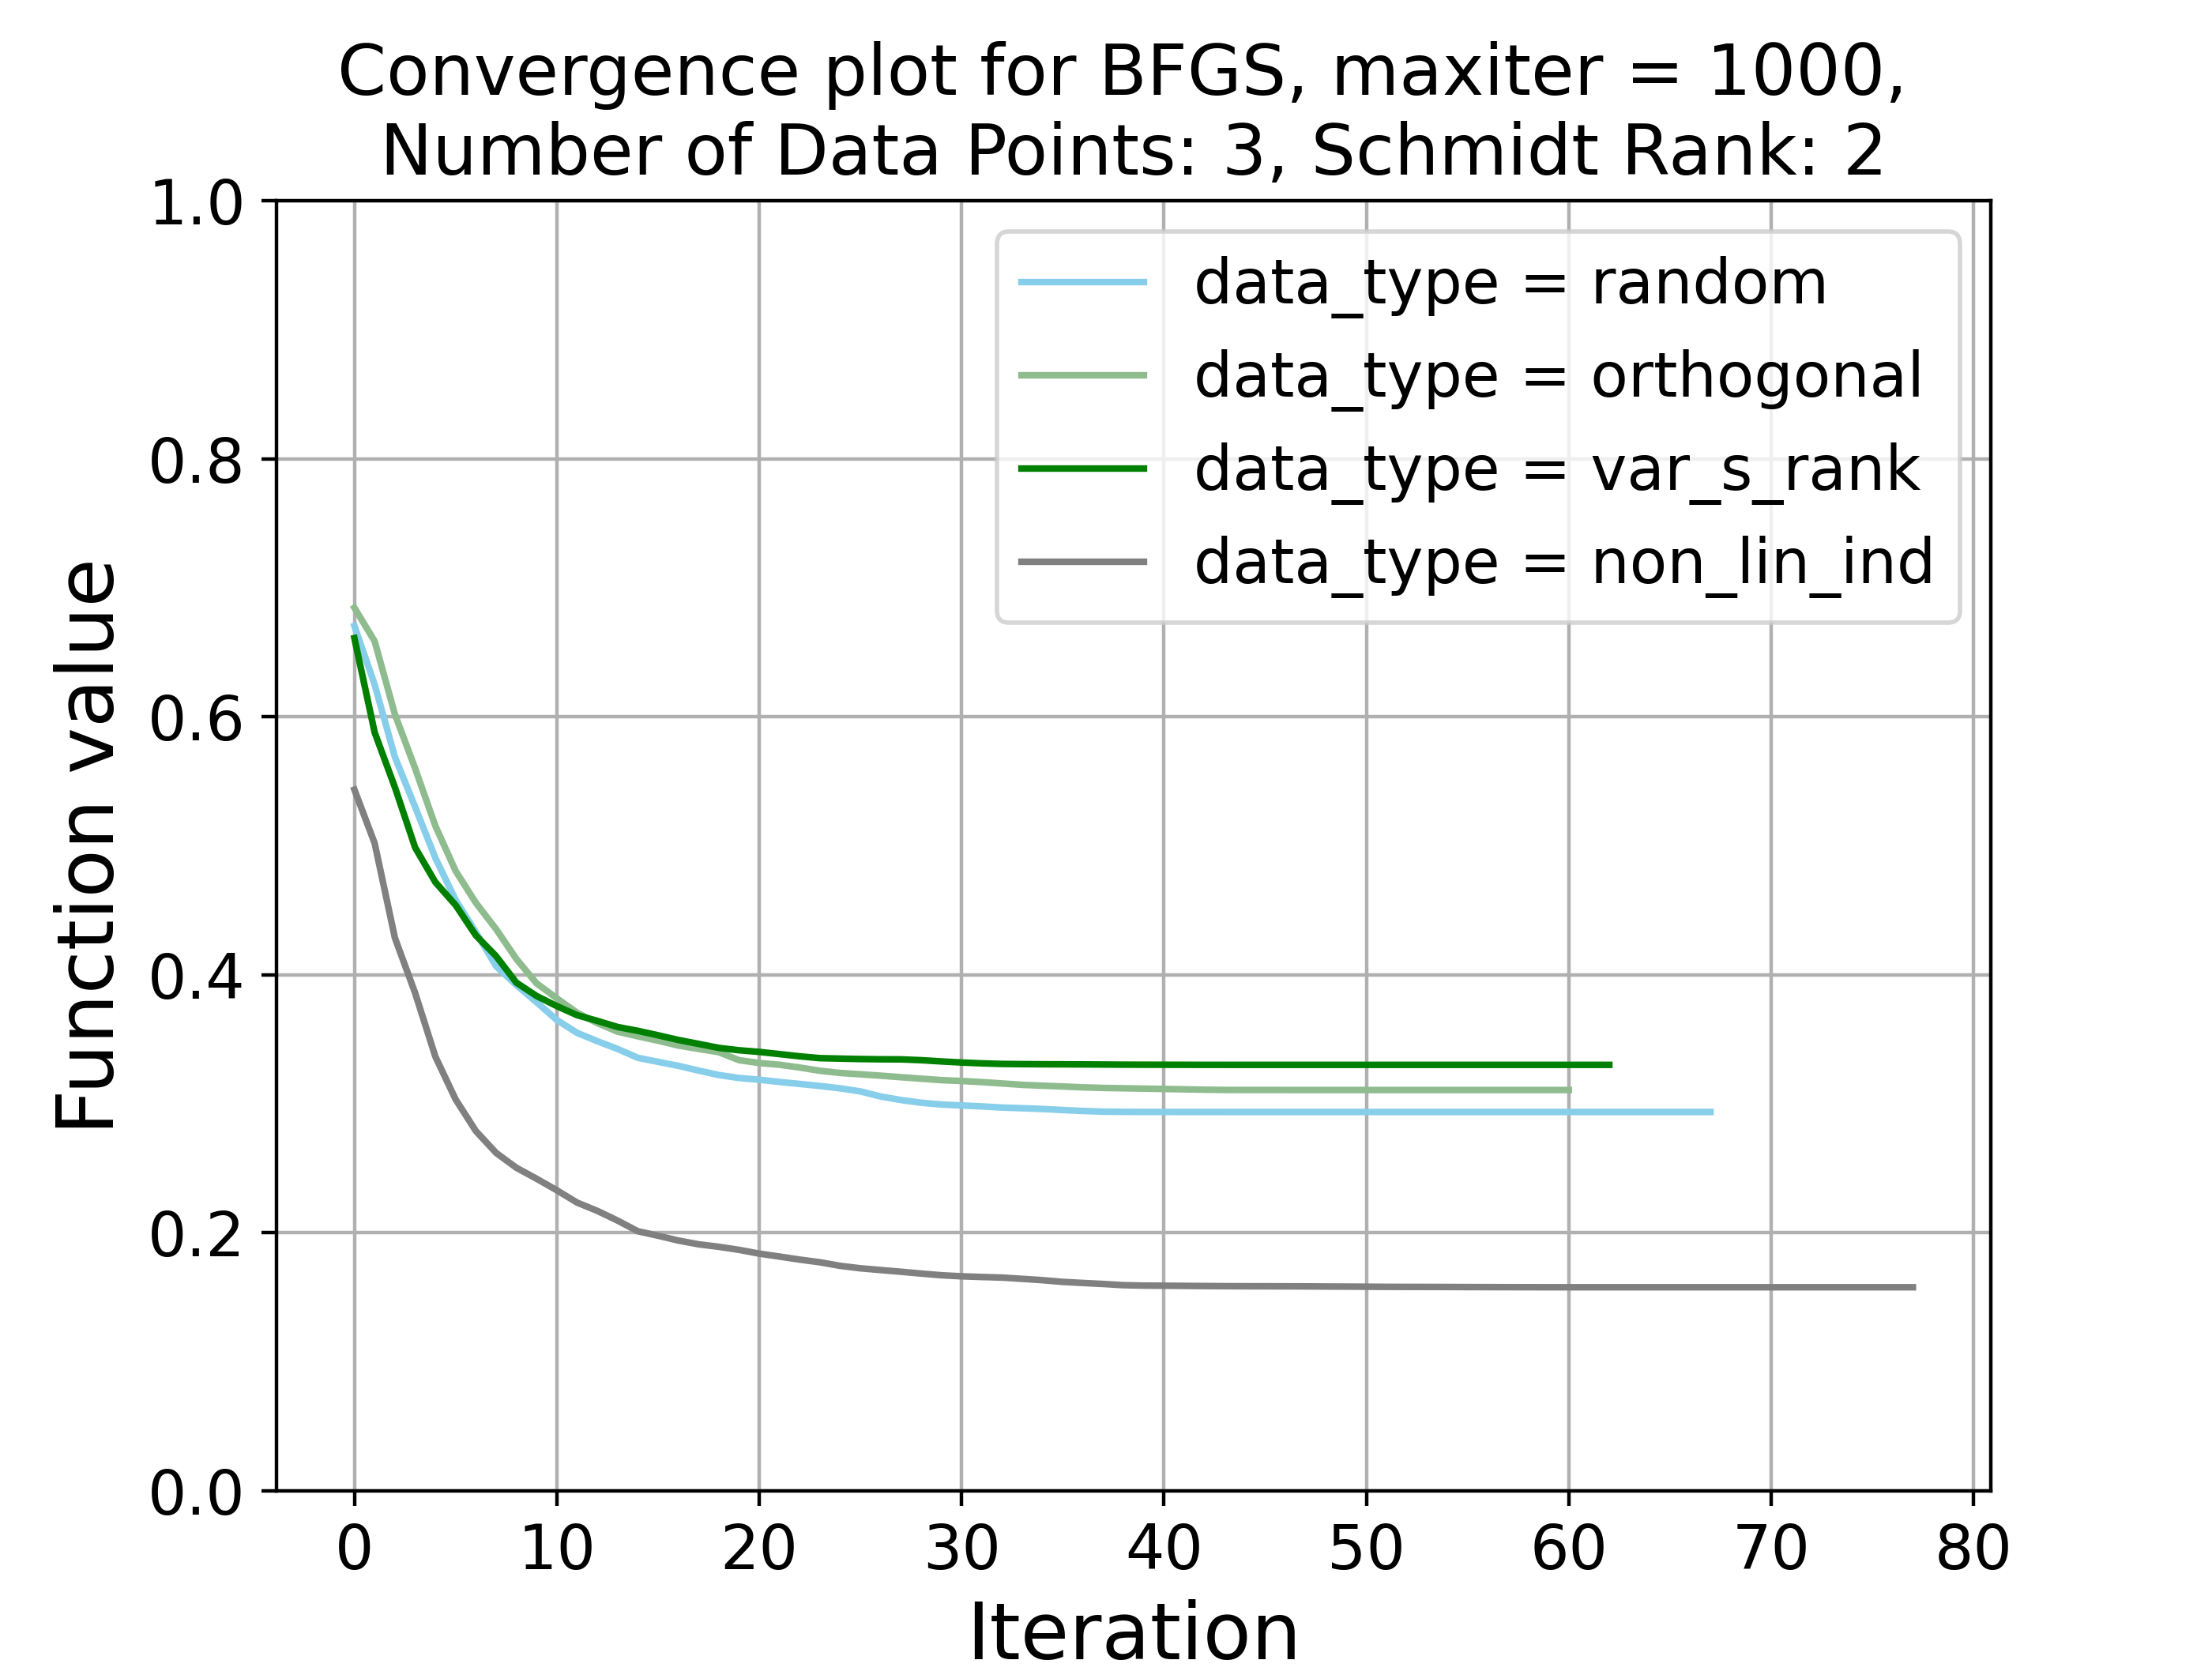 Convergence plot for BFGS, maxiter = 1000,
Number of Data Points: 3, Schmidt Rank: 2
1.0
0.8
0.6
0.4
0.2
0.0
Function value
data_type = random
data_type = orthogonal
data_type = var_s_rank
data_type = non_lin_ind
0 10 20 30 40 50 60 70 80
Iteration